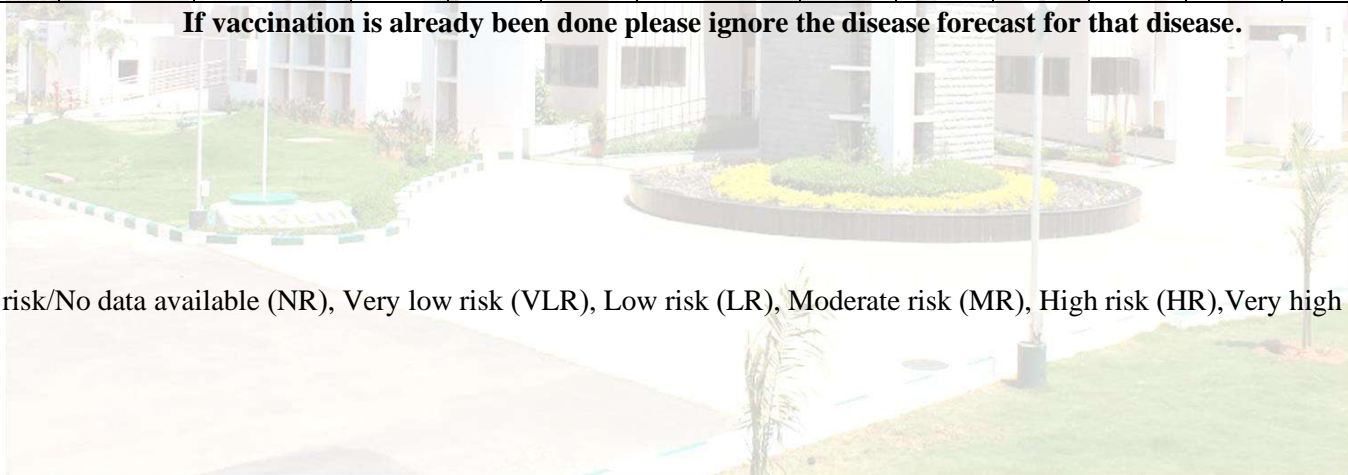 If vaccination is already been done please ignore the disease forecast for that disease.
risk/No data available (NR), Very low risk (VLR), Low risk (LR), Moderate risk (MR), High risk (HR),Very high